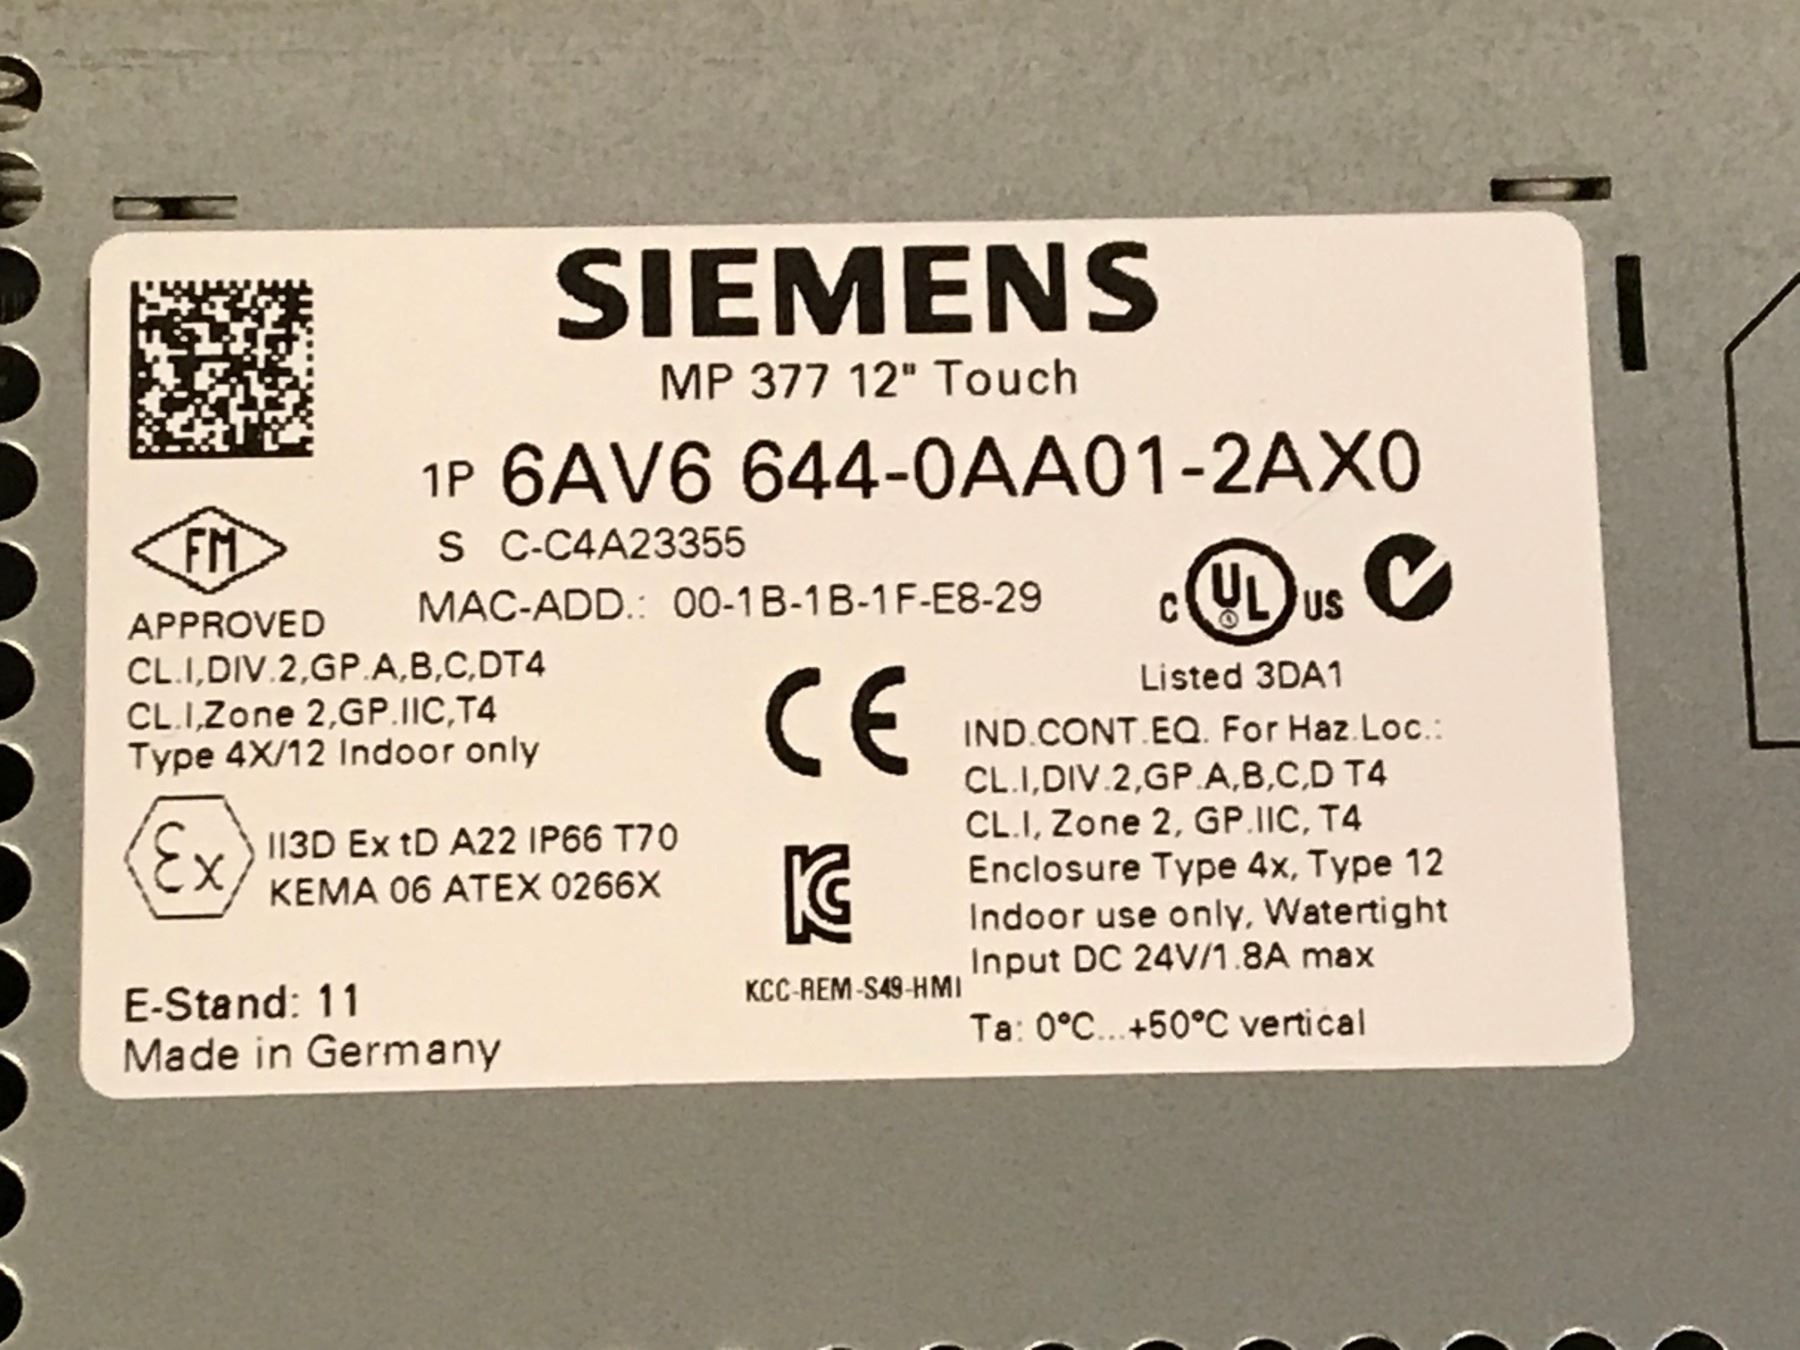 SIEMENS
MP 377 12" Touch
1P 6AV6 644-0AA01-2AX0
S C-C4A23355
MAC-ADD.: 00-1B-1B-1F-E8-29
FM
APPROVED
CL.I,DIV.2,GP.A,B,C,DT4
CL.I,Zone 2,GP.IIC,T4
Type 4X/12 Indoor only
Ex
II3D Ex tD A22 IP66 T70
KEMA 06 ATEX 0266X
E-Stand: 11
Made in Germany
CE
KC
KCC-REM-S49-HMI
C UL US
Listed 3DA1
IND.CONT.EQ. For Haz.Loc.:
CL.I,DIV.2,GP.A,B,C,D T4
CL.I, Zone 2, GP.IIC, T4
Enclosure Type 4x, Type 12
Indoor use only, Watertight
Input DC 24V/1.8A max
Ta: 0°C...+50°C vertical